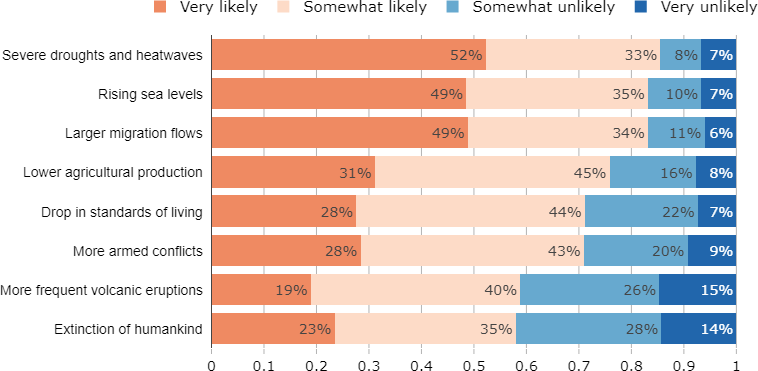 Very likely Somewhat likely Somewhat unlikely Very unlikely
Severe droughts and heatwaves 52% 33% 8% 7%
Rising sea levels 49% 35% 10% 7%
Larger migration flows 49% 34% 11% 6%
Lower agricultural production 31% 45% 16% 8%
Drop in standards of living 28% 44% 22% 7%
More armed conflicts 28% 43% 20% 9%
More frequent volcanic eruptions 19% 40% 26% 15%
Extinction of humankind 23% 35% 28% 14%
0 0.1 0.2 0.3 0.4 0.5 0.6 0.7 0.8 0.9 1